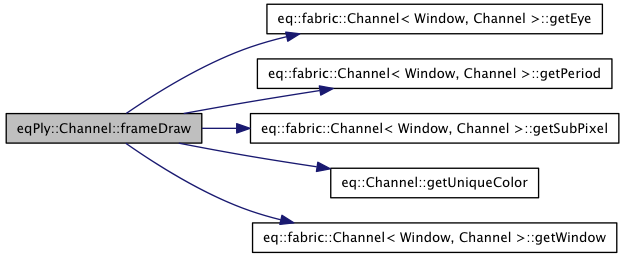 eq::fabric::Channel< Window, Channel >::getEye
eq::fabric::Channel< Window, Channel >::getPeriod
eqPly::Channel::frameDraw
eq::fabric::Channel< Window, Channel >::getSubPixel
eq::Channel::getUniqueColor
eq::fabric::Channel< Window, Channel >::getWindow